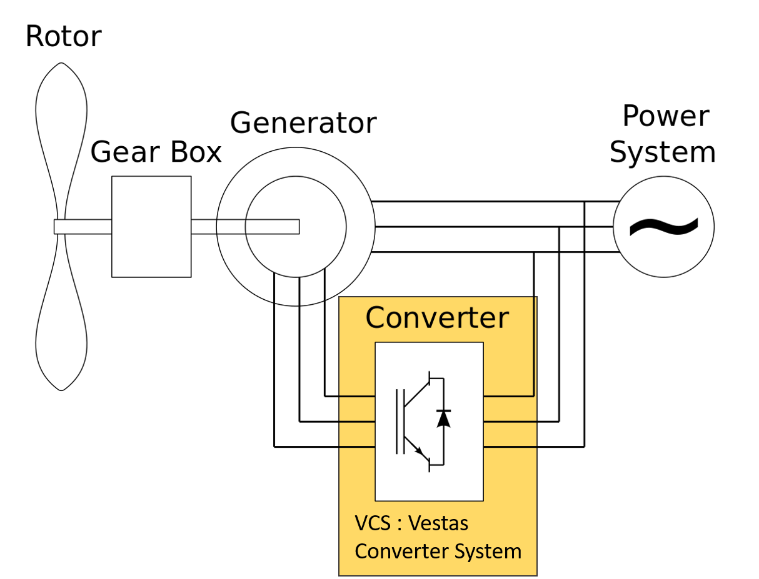 Rotor
Gear Box
Generator
Power
System
Converter
VCS : Vestas
Converter System